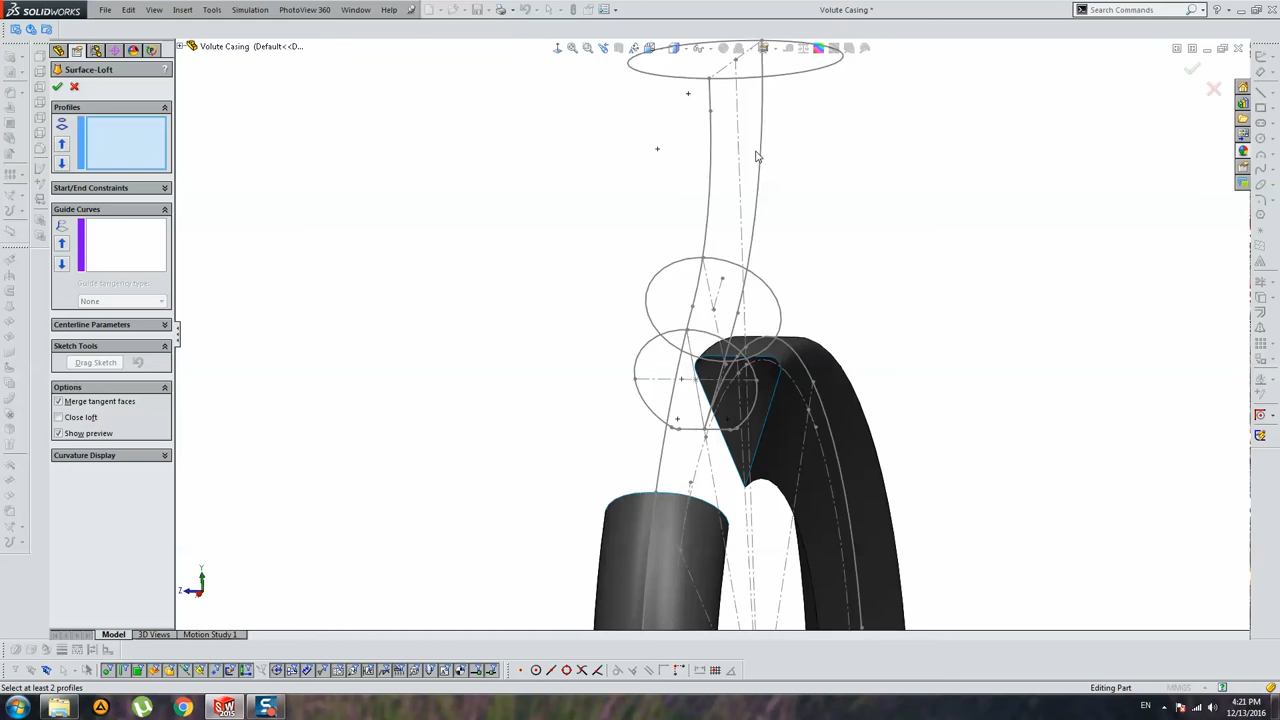 SOLIDWORKS File Edit View Insert Tools Simulation PhotoView 360 Window Help Volute Casing * Search Commands
Volute Casing (Default<<D...
Surface-Loft ?
Profiles
Start/End Constraints
Guide Curves
Guide tangency type:
None
Centerline Parameters
Sketch Tools
Drag Sketch
Options
Merge tangent faces
Close loft
Show preview
Curvature Display
Y
Z
Model 3D Views Motion Study 1
Select at least 2 profiles Editing Part MMGS
EN 4:21 PM
12/13/2016